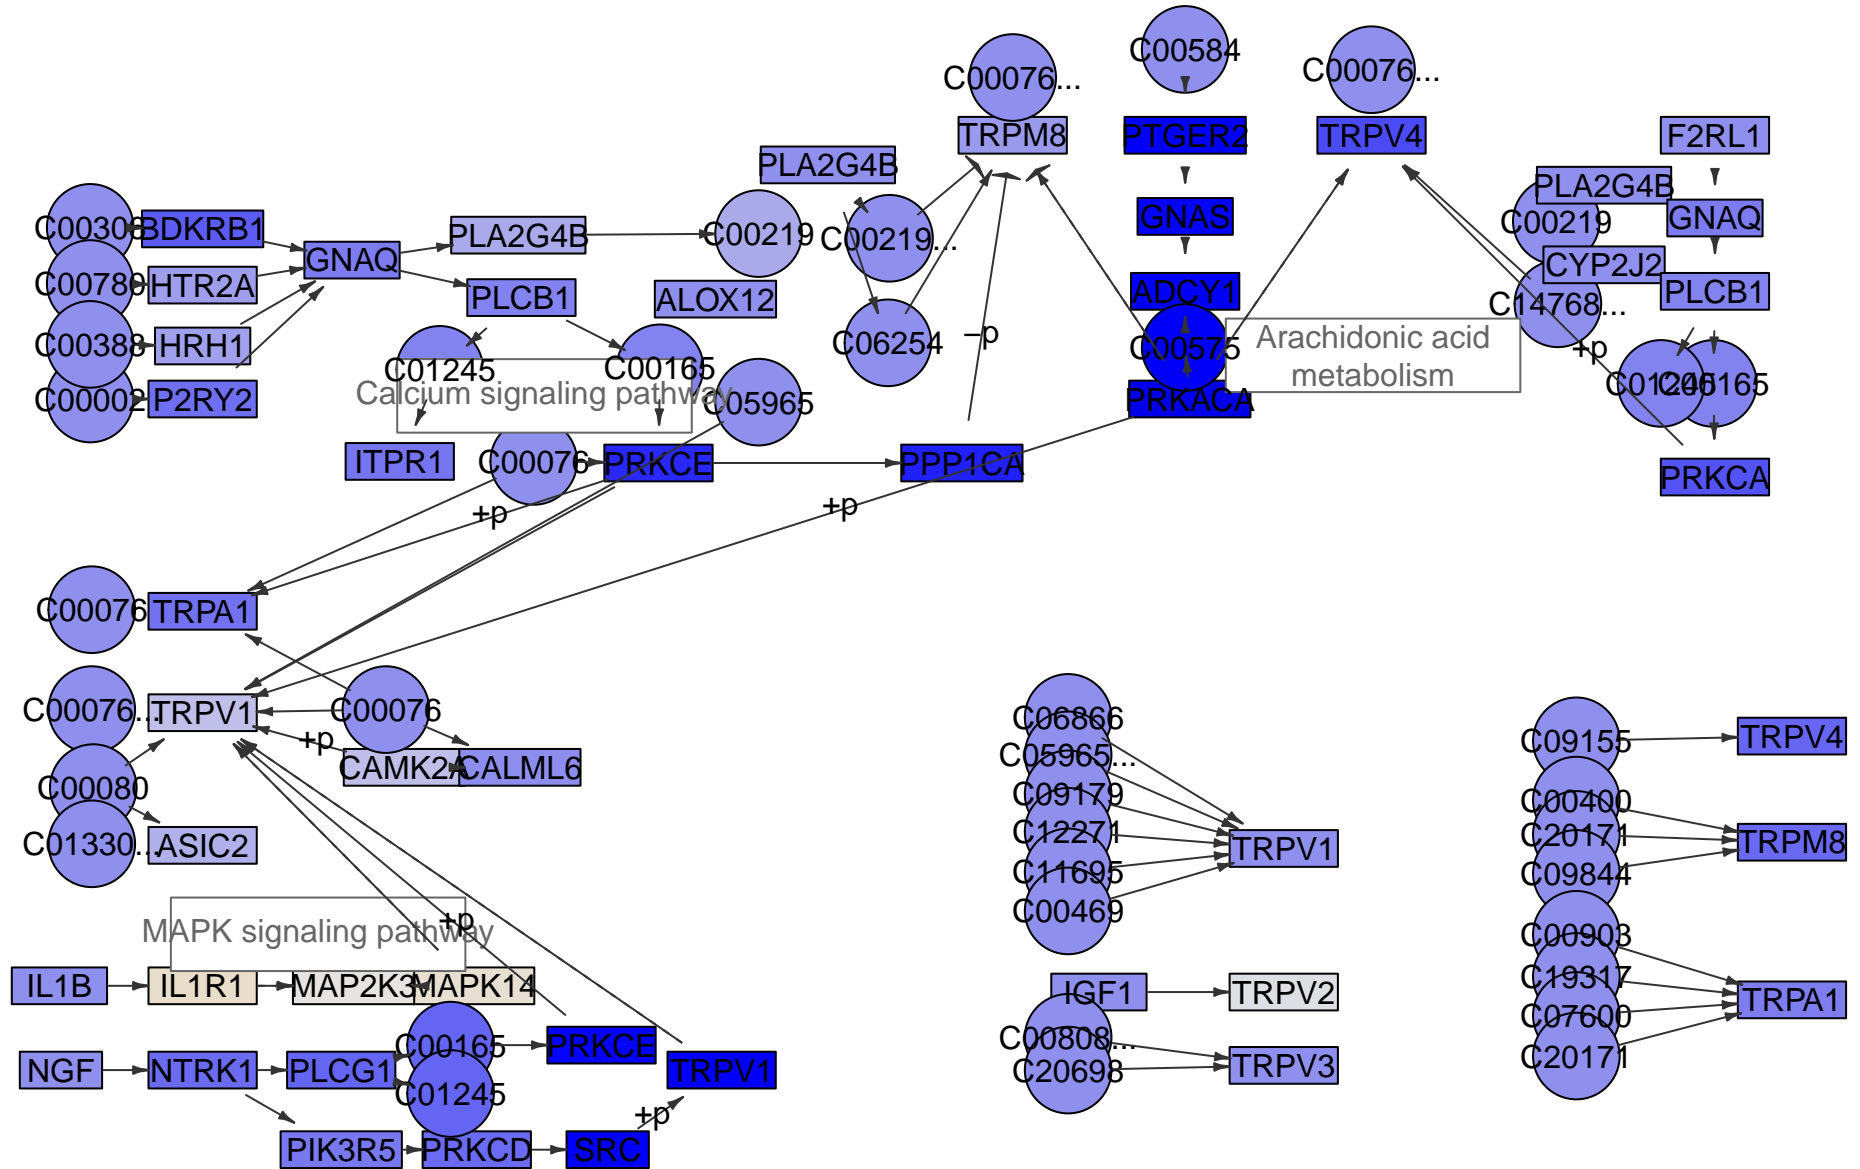 C00584
C00076...
C00076...
TRPM8
PTGER2
TRPV4
F2RL1
PLA2G4B
PLA2G4B
C00308
BDKRB1
PLA2G4B
C00219
C00219...
GNAS
C00219
GNAQ
GNAQ
C00780
HTR2A
PLCB1
ALOX12
ADCY1
CYP2J2
PLCB1
C14768...
C00388
HRH1
C01245
C00165
C06254
–p
C00575
Arachidonic acid
metabolism
+p
Calcium signaling pathway
C00002
P2RY2
C05965
PRKACA
C01245
C00165
ITPR1
C00076
PRKCE
PPP1CA
PRKCA
+p
+p
C00076
TRPA1
C00076...
TRPV1
C00076
+p
CAMK2A
CALML6
C00080
C01330...
ASIC2
C06866
C05965...
C09179
C12271
C11695
C00469
TRPV1
C09155
TRPV4
C00400
C20171
C09844
TRPM8
MAPK signaling pathway
+p
C00903
C19317
C07600
C20171
TRPA1
IL1B
IL1R1
MAP2K3
MAPK14
IGF1
TRPV2
C00165
PRKCE
C00808...
C20698
TRPV3
NGF
NTRK1
PLCG1
C01245
TRPV1
+p
PIK3R5
PRKCD
SRC